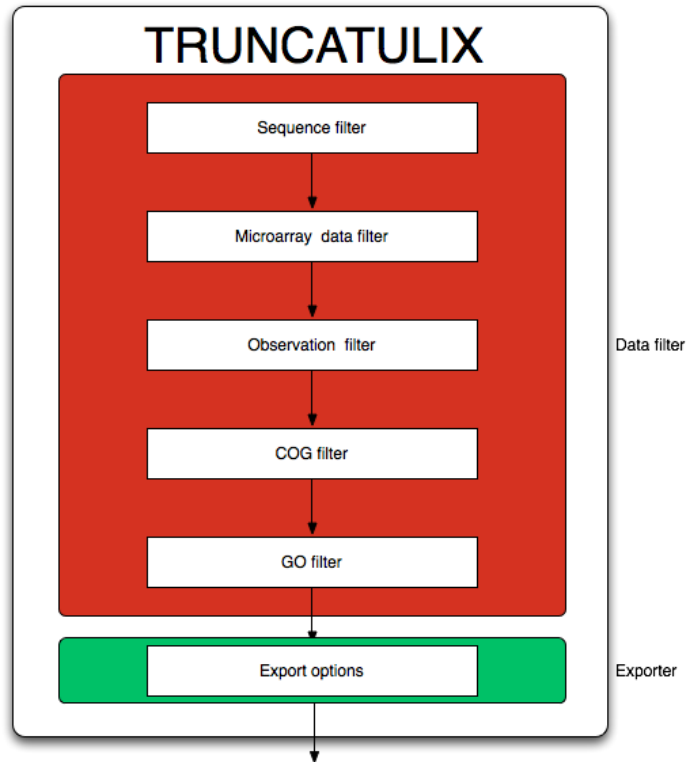 TRUNCATULIX
Sequence filter
Microarray data filter
Observation filter
Data filter
COG filter
GO filter
Export options
Exporter